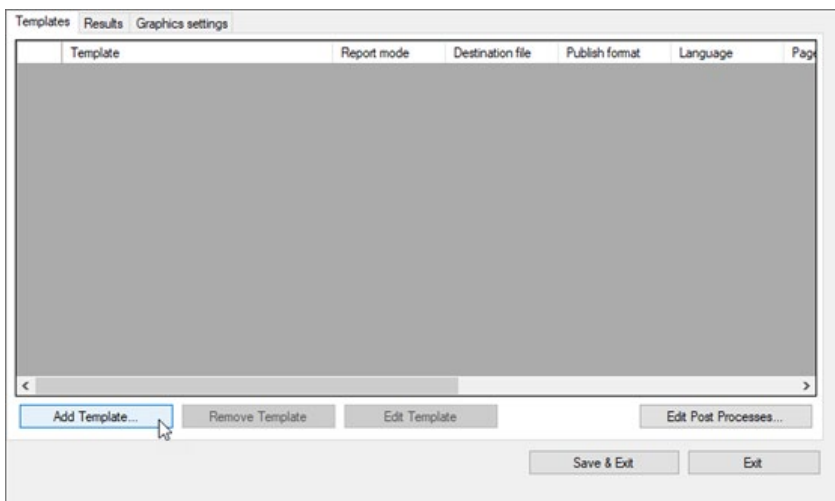 Templates Results Graphics settings
Template Report mode Destination file Publish format Language Page
Add Template... Remove Template Edit Template Edit Post Processes...
Save & Exit Exit